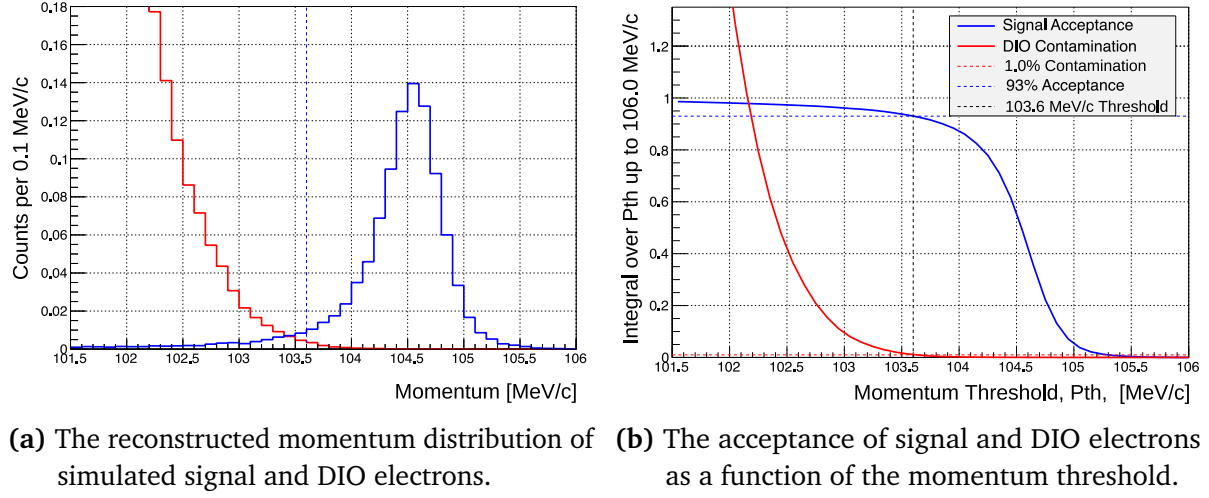 Counts per 0.1 MeV/c
0.18
0.16
0.14
0.12
0.1
0.08
0.06
0.04
0.02
0
101.5 102 102.5 103 103.5 104 104.5 105 105.5 106
Momentum [MeV/c]
Integral over Pth up to 106.0 MeV/c
1.2
1
0.8
0.6
0.4
0.2
0
Signal Acceptance
DIO Contamination
1.0% Contamination
93% Acceptance
103.6 MeV/c Threshold
101.5 102 102.5 103 103.5 104 104.5 105 105.5 106
Momentum Threshold, Pth, [MeV/c]
(a) The reconstructed momentum distribution of
simulated signal and DIO electrons.
(b) The acceptance of signal and DIO electrons
as a function of the momentum threshold.